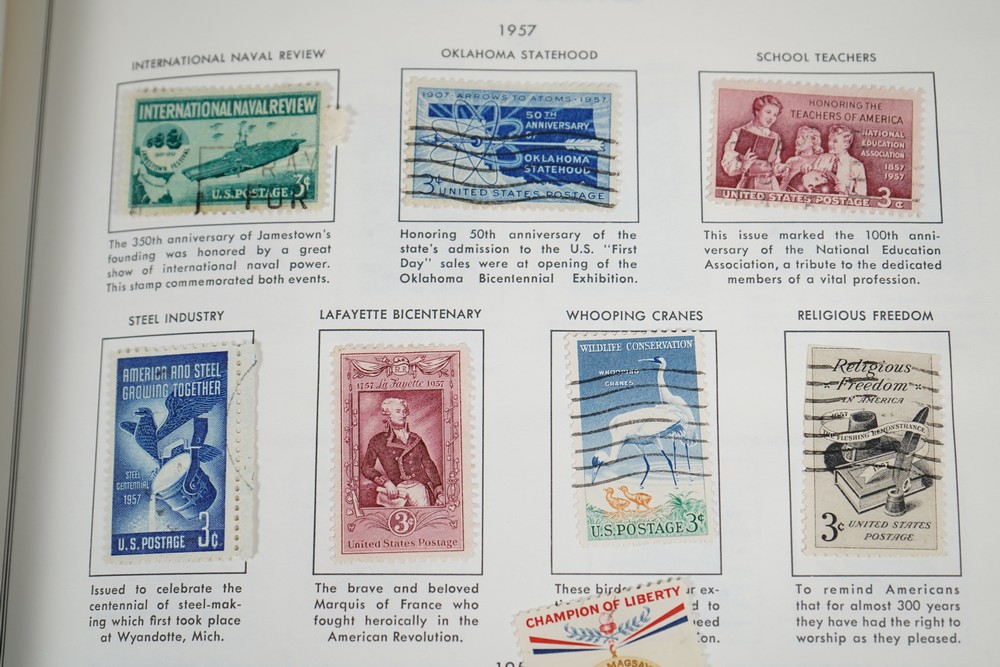 1957
INTERNATIONAL NAVAL REVIEW
OKLAHOMA STATEHOOD
SCHOOL TEACHERS
INTERNATIONAL NAVAL REVIEW
JAMESTOWN FESTIVAL
U.S. POSTAGE 3¢
1907 · ARROWS TO ATOMS · 1957
50TH
ANNIVERSARY
OF
OKLAHOMA
STATEHOOD
3¢ UNITED STATES POSTAGE
HONORING THE
TEACHERS OF AMERICA
NATIONAL
EDUCATION
ASSOCIATION
1857
1957
UNITED STATES POSTAGE 3¢
The 350th anniversary of Jamestown's
founding was honored by a great
show of international naval power.
This stamp commemorated both events.
Honoring 50th anniversary of the
state's admission to the U.S. "First
Day" sales were at opening of the
Oklahoma Bicentennial Exhibition.
This issue marked the 100th anni-
versary of the National Education
Association, a tribute to the dedicated
members of a vital profession.
STEEL INDUSTRY
LAFAYETTE BICENTENARY
WHOOPING CRANES
RELIGIOUS FREEDOM
AMERICA AND STEEL
GROWING TOGETHER
STEEL
CENTENNIAL
1957
U.S. POSTAGE 3¢
R.F.
1757 La Fayette 1957
3¢
United States Postage
WILDLIFE CONSERVATION
WHOOPING
CRANES
U.S. POSTAGE 3¢
Religious
Freedom
IN AMERICA
1657
FLUSHING REMONSTRANCE
3¢ UNITED STATES
POSTAGE
Issued to celebrate the
centennial of steel-mak-
ing which first took place
at Wyandotte, Mich.
The brave and beloved
Marquis of France who
fought heroically in the
American Revolution.
These
ex-
to
To remind Americans
that for almost 300 years
they have had the right to
worship as they pleased.
CHAMPION OF LIBERTY
MAGSAY